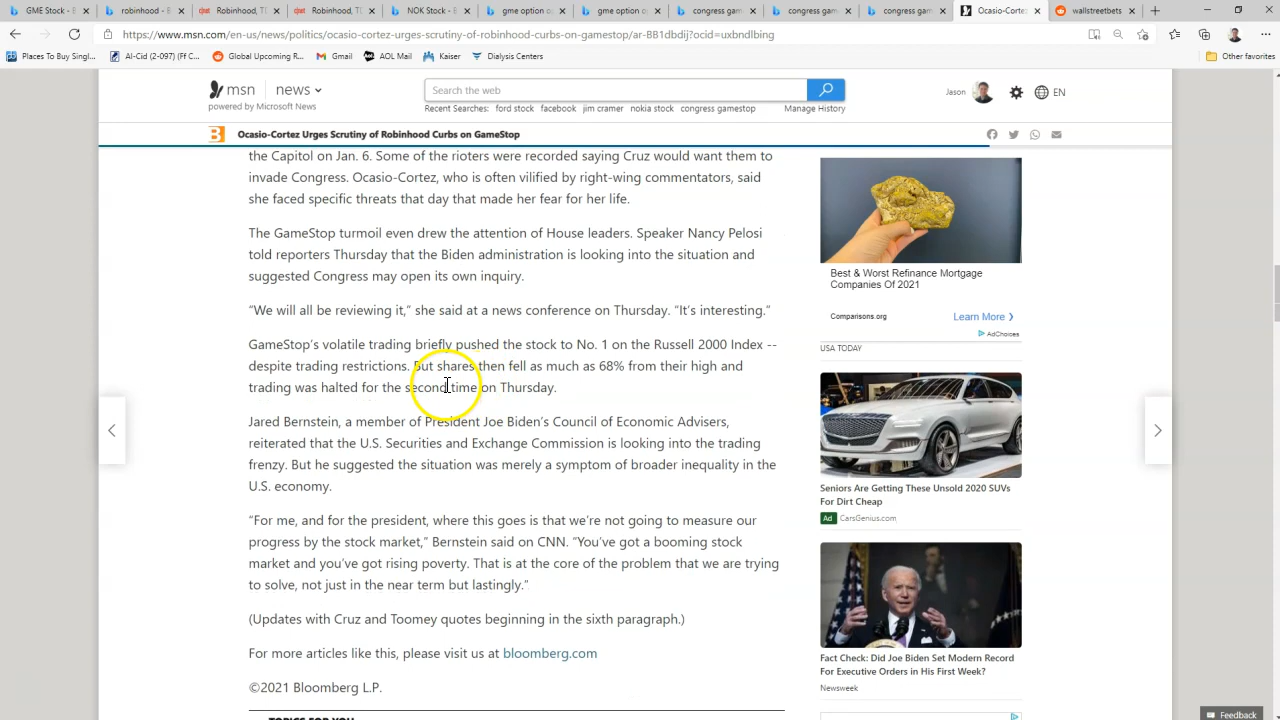 GME Stock - B
robinhood - B
Robinhood, T
Robinhood, T
NOK Stock - B
gme option c
gme option c
congress gam
congress gam
congress gam
Ocasio-Cortez
wallstreetbets
https://www.msn.com/en-us/news/politics/ocasio-cortez-urges-scrutiny-of-robinhood-curbs-on-gamestop/ar-BB1dbdij?ocid=uxbndlbing
Places To Buy Singl...
Al-Cid (2-097) (Ff C...
Global Upcoming R...
Gmail
AOL Mail
Kaiser
Dialysis Centers
Other favorites
msn news
powered by Microsoft News
Search the web
Recent Searches: ford stock facebook jim cramer nokia stock congress gamestop Manage History
Jason
EN
B Ocasio-Cortez Urges Scrutiny of Robinhood Curbs on GameStop
the Capitol on Jan. 6. Some of the rioters were recorded saying Cruz would want them to
invade Congress. Ocasio-Cortez, who is often vilified by right-wing commentators, said
she faced specific threats that day that made her fear for her life.
The GameStop turmoil even drew the attention of House leaders. Speaker Nancy Pelosi
told reporters Thursday that the Biden administration is looking into the situation and
suggested Congress may open its own inquiry.
“We will all be reviewing it,” she said at a news conference on Thursday. “It’s interesting.”
GameStop’s volatile trading briefly pushed the stock to No. 1 on the Russell 2000 Index --
despite trading restrictions. But shares then fell as much as 68% from their high and
trading was halted for the second time on Thursday.
Jared Bernstein, a member of President Joe Biden’s Council of Economic Advisers,
reiterated that the U.S. Securities and Exchange Commission is looking into the trading
frenzy. But he suggested the situation was merely a symptom of broader inequality in the
U.S. economy.
“For me, and for the president, where this goes is that we’re not going to measure our
progress by the stock market,” Bernstein said on CNN. “You’ve got a booming stock
market and you’ve got rising poverty. That is at the core of the problem that we are trying
to solve, not just in the near term but lastingly.”
(Updates with Cruz and Toomey quotes beginning in the sixth paragraph.)
For more articles like this, please visit us at bloomberg.com
©2021 Bloomberg L.P.
TOPICS FOR YOU
Best & Worst Refinance Mortgage
Companies Of 2021
Comparisons.org
Learn More ❯
AdChoices
USA TODAY
Seniors Are Getting These Unsold 2020 SUVs
For Dirt Cheap
Ad CarsGenius.com
Fact Check: Did Joe Biden Set Modern Record
For Executive Orders in His First Week?
Newsweek
Feedback